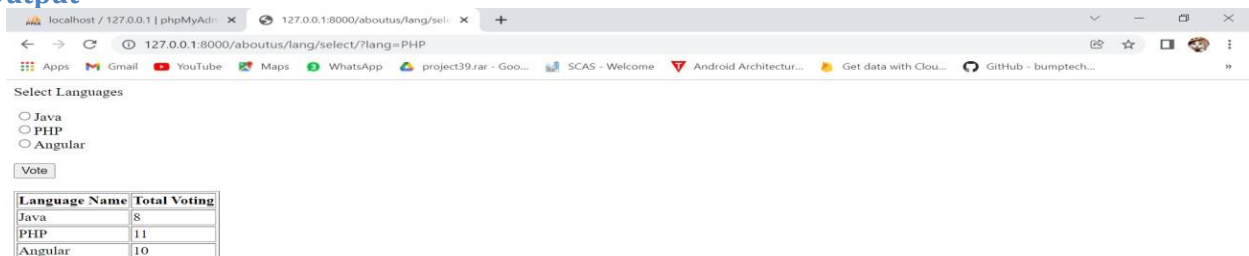 localhost / 127.0.0.1 | phpMyAdm
127.0.0.1:8000/aboutus/lang/sel
127.0.0.1:8000/aboutus/lang/select/?lang=PHP
Apps Gmail YouTube Maps WhatsApp project39.rar - Goo... SCAS - Welcome Android Architectur... Get data with Clou... GitHub - bumptech...
Select Languages
Java
PHP
Angular
Vote
Language Name Total Voting
Java 8
PHP 11
Angular 10